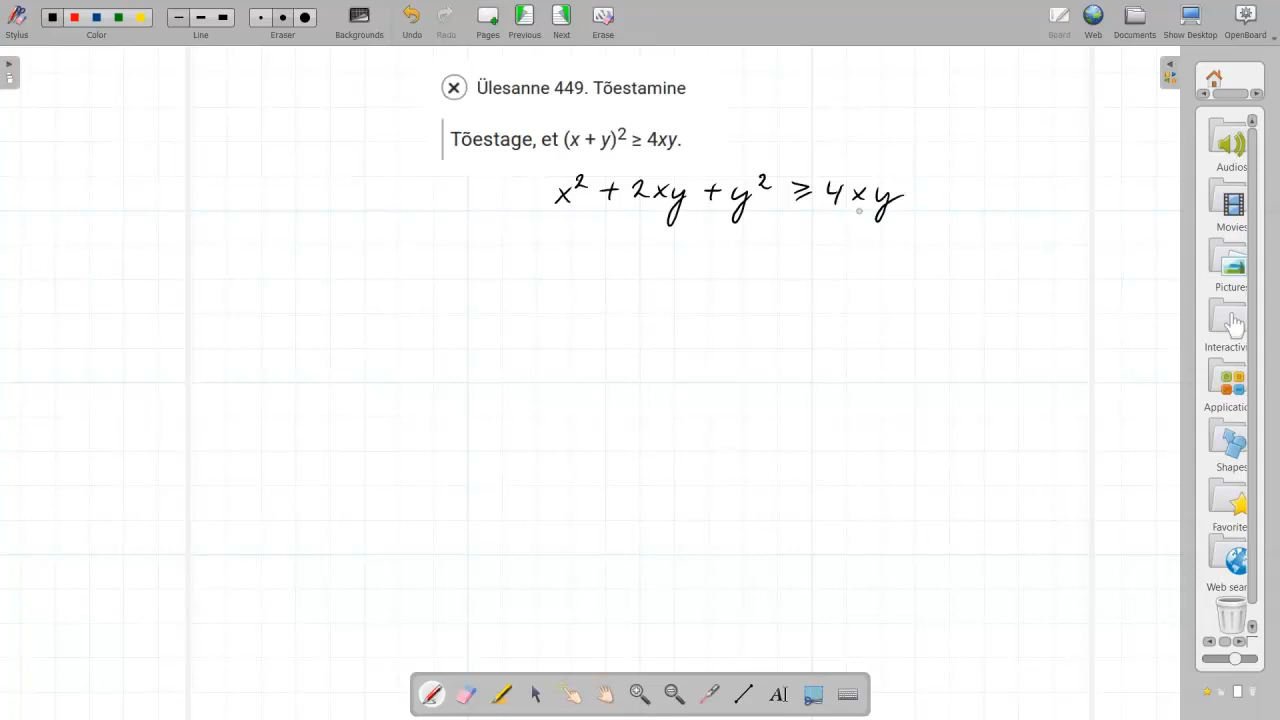 Stylus Color Line Eraser Backgrounds Undo Redo Pages Previous Next Erase Board Web Documents Show Desktop OpenBoard
Ülesanne 449. Tõestamine
Tõestage, et (x + y)² ≥ 4xy.
x² + 2xy + y² ⩾ 4xy
Audios
Movies
Pictures
Interactiv
Applicatio
Shapes
Favorite
Web sear